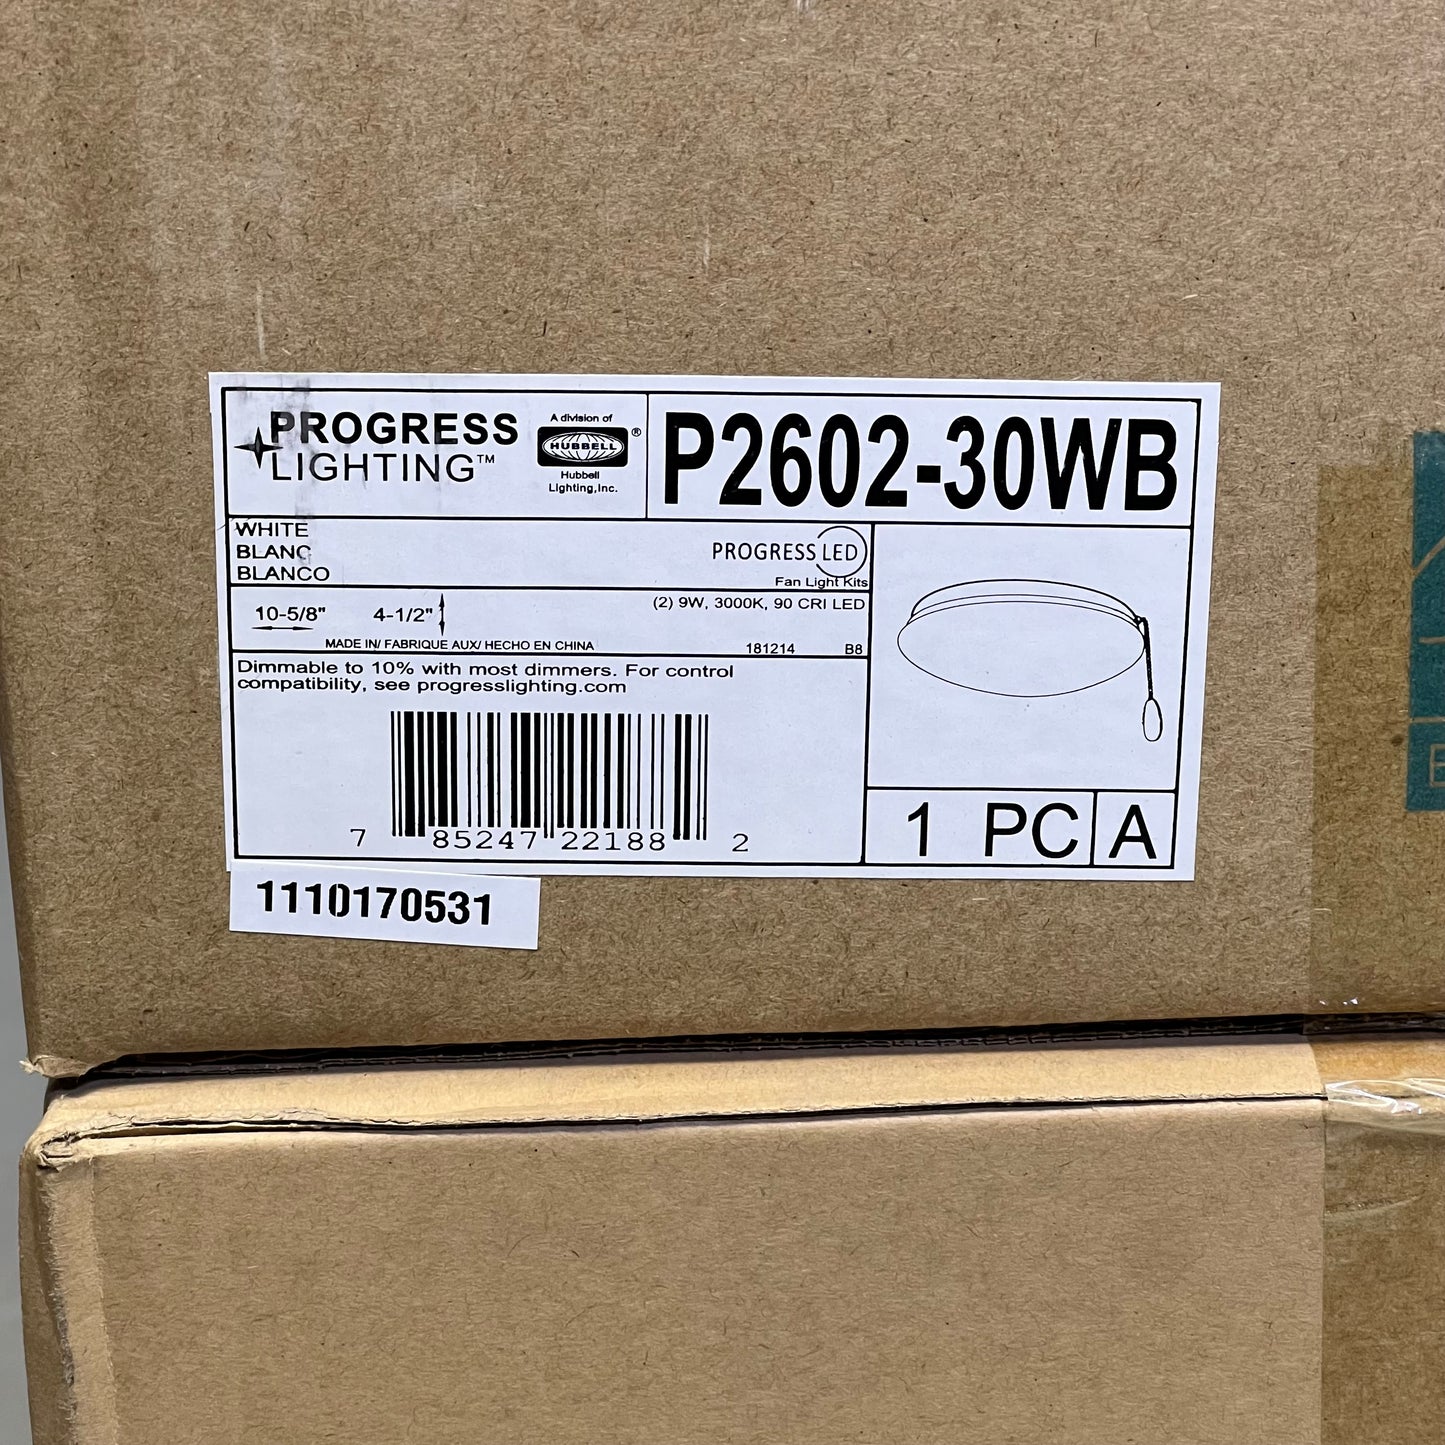 PROGRESS
LIGHTING™
A division of
HUBBELL®
Hubbell
Lighting,Inc.
P2602-30WB
WHITE
BLANC
BLANCO
PROGRESS LED
Fan Light Kits
10-5/8" 4-1/2"
(2) 9W, 3000K, 90 CRI LED
MADE IN/ FABRIQUE AUX/ HECHO EN CHINA
181214 B8
Dimmable to 10% with most dimmers. For control
compatibility, see progresslighting.com
7 85247 22188 2
1 PC A
1110170531